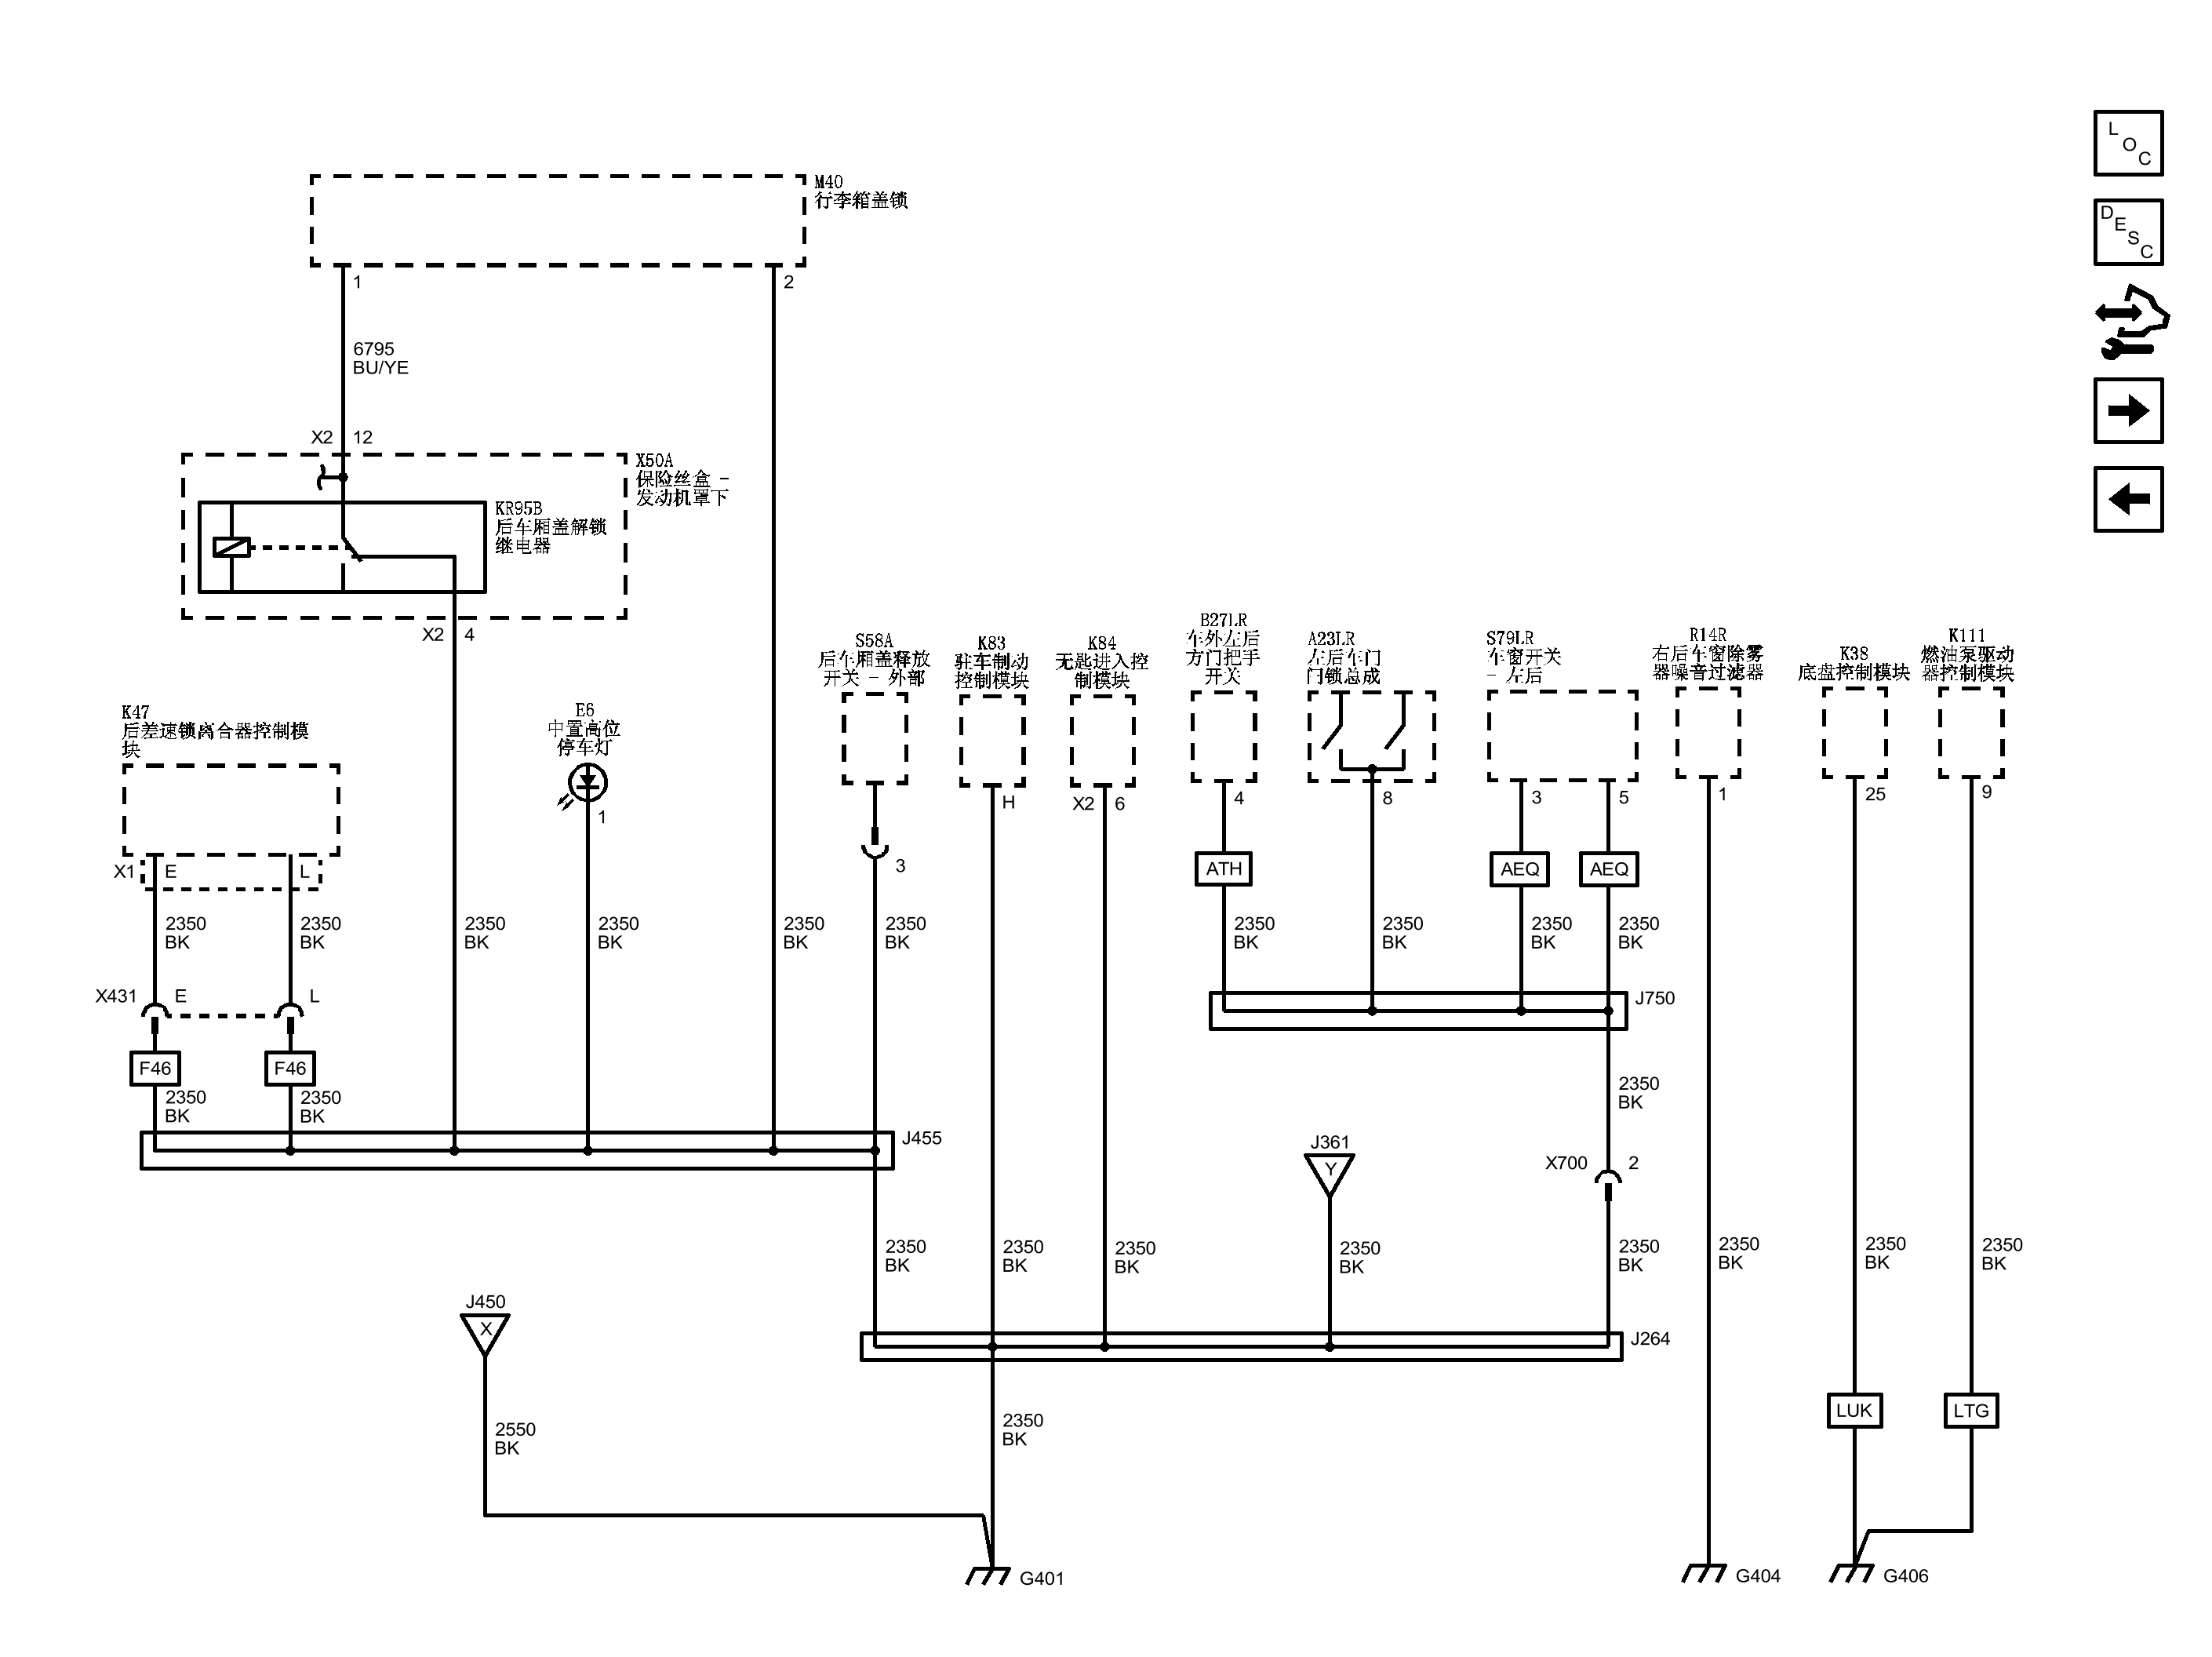 L
O
C
D
E
S
C
M40
行李箱盖锁
1
2
6795
BU/YE
X2 12
X50A
保险丝盒 -
发动机罩下
KR95B
后车厢盖解锁
继电器
X2 4
K47
后差速锁离合器控制模
块
E6
中置高位
停车灯
1
S58A
后车厢盖释放
开关 - 外部
K83
驻车制动
控制模块
K84
无匙进入控
制模块
B27LR
车外左后
方门把手
开关
A23LR
左后车门
门锁总成
S79LR
车窗开关
- 左后
R14R
右后车窗除雾
器噪音过滤器
K38
底盘控制模块
K111
燃油泵驱动
器控制模块
H
X2 6
4
8
3
5
1
25
9
X1 E
L
3
ATH
AEQ
AEQ
2350
BK
2350
BK
2350
BK
2350
BK
2350
BK
2350
BK
2350
BK
2350
BK
2350
BK
2350
BK
X431 E
L
J750
F46
F46
2350
BK
2350
BK
2350
BK
J455
J361
Y
X700 2
2350
BK
2350
BK
2350
BK
2350
BK
2350
BK
2350
BK
2350
BK
2350
BK
J450
X
J264
2550
BK
2350
BK
LUK
LTG
G401
G404
G406